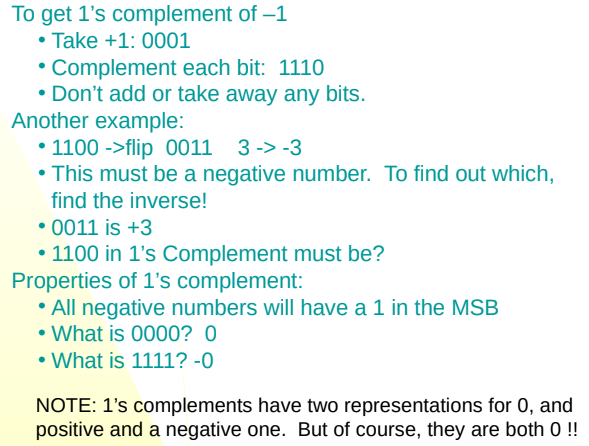 To get 1’s complement of –1
• Take +1: 0001
• Complement each bit:  1110
• Don’t add or take away any bits.
Another example:
• 1100 ->flip  0011    3 -> -3
• This must be a negative number.  To find out which,
find the inverse!
• 0011 is +3
• 1100 in 1’s Complement must be?
Properties of 1’s complement:
• All negative numbers will have a 1 in the MSB
• What is 0000?  0
• What is 1111? -0
NOTE: 1’s complements have two representations for 0, and
positive and a negative one.  But of course, they are both 0 !!